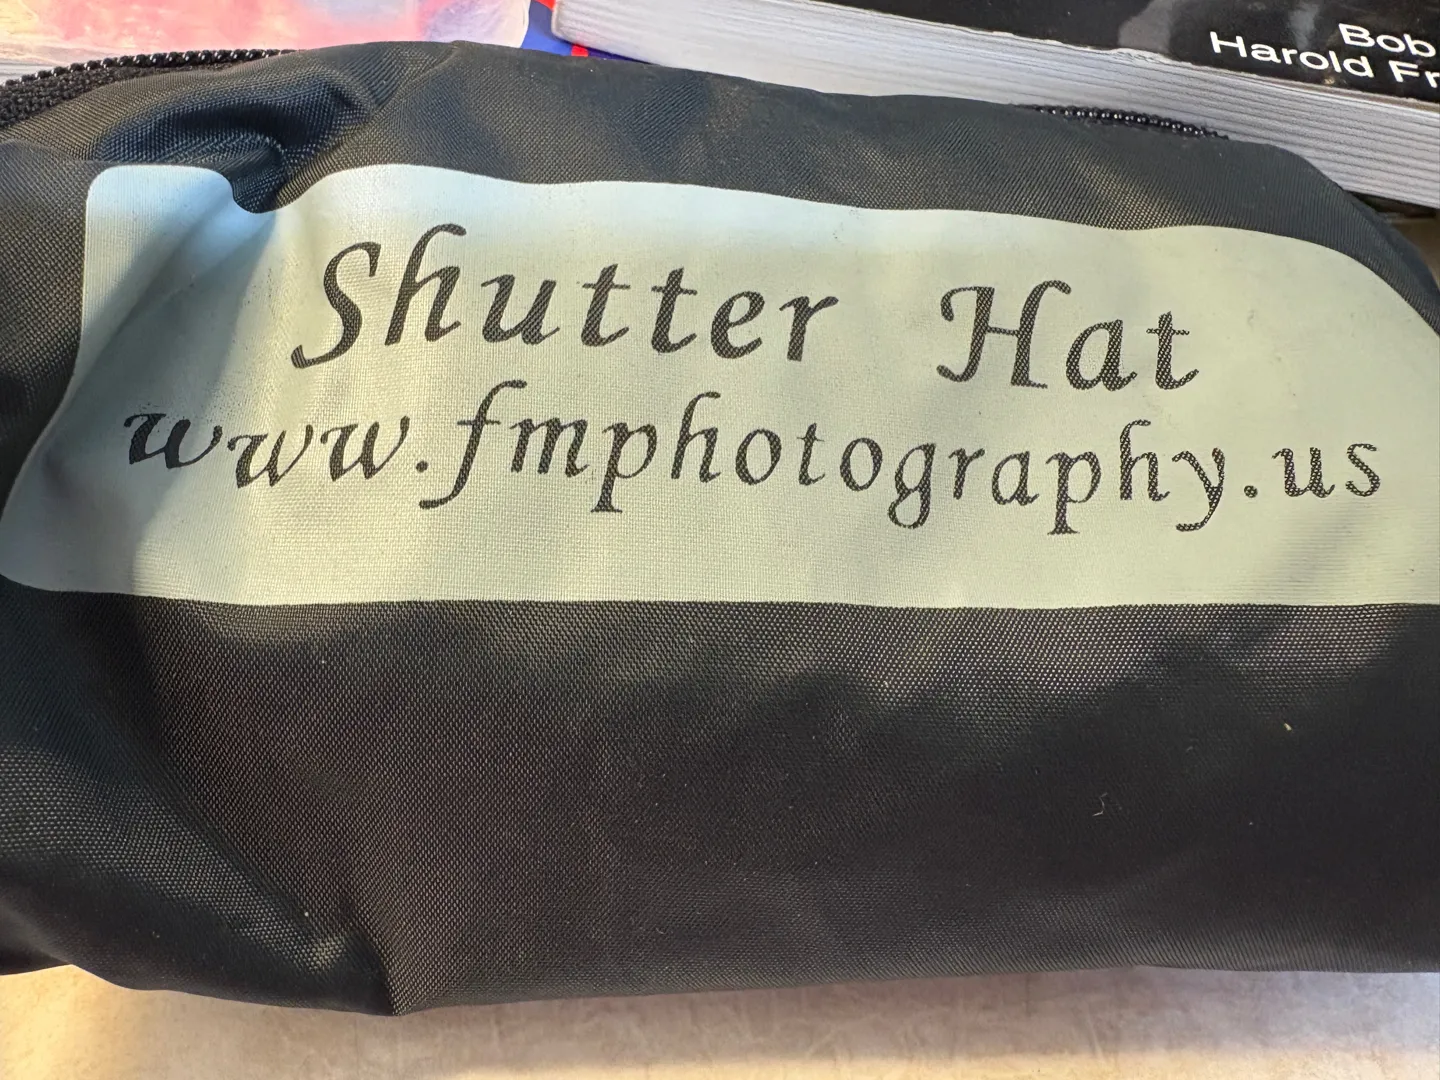 Bob
Harold Fr
Shutter Hat
www.fmphotography.us